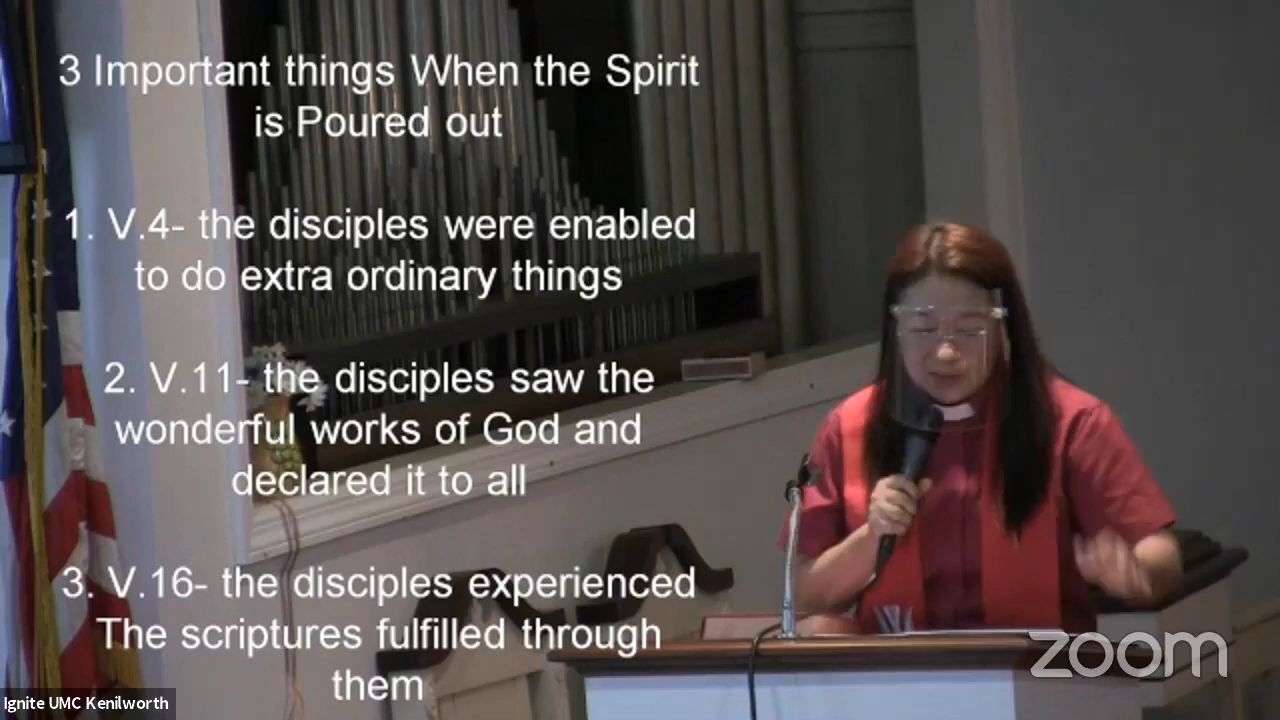 3 Important things When the Spirit
is Poured out
1. V.4- the disciples were enabled
to do extra ordinary things
2. V.11- the disciples saw the
wonderful works of God and
declared it to all
3. V.16- the disciples experienced
The scriptures fulfilled through
them
zoom
Ignite UMC Kenilworth